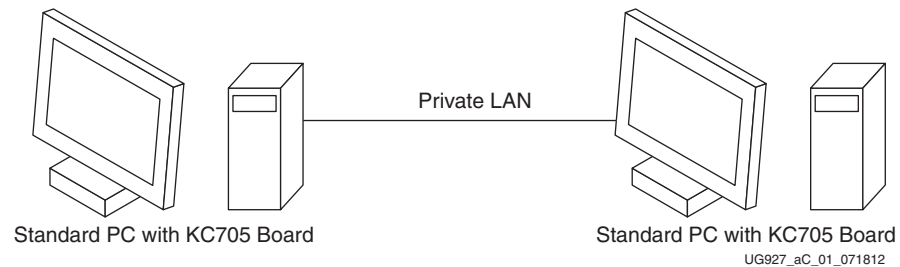 Private LAN
Standard PC with KC705 Board
Standard PC with KC705 Board
UG927_aC_01_071812